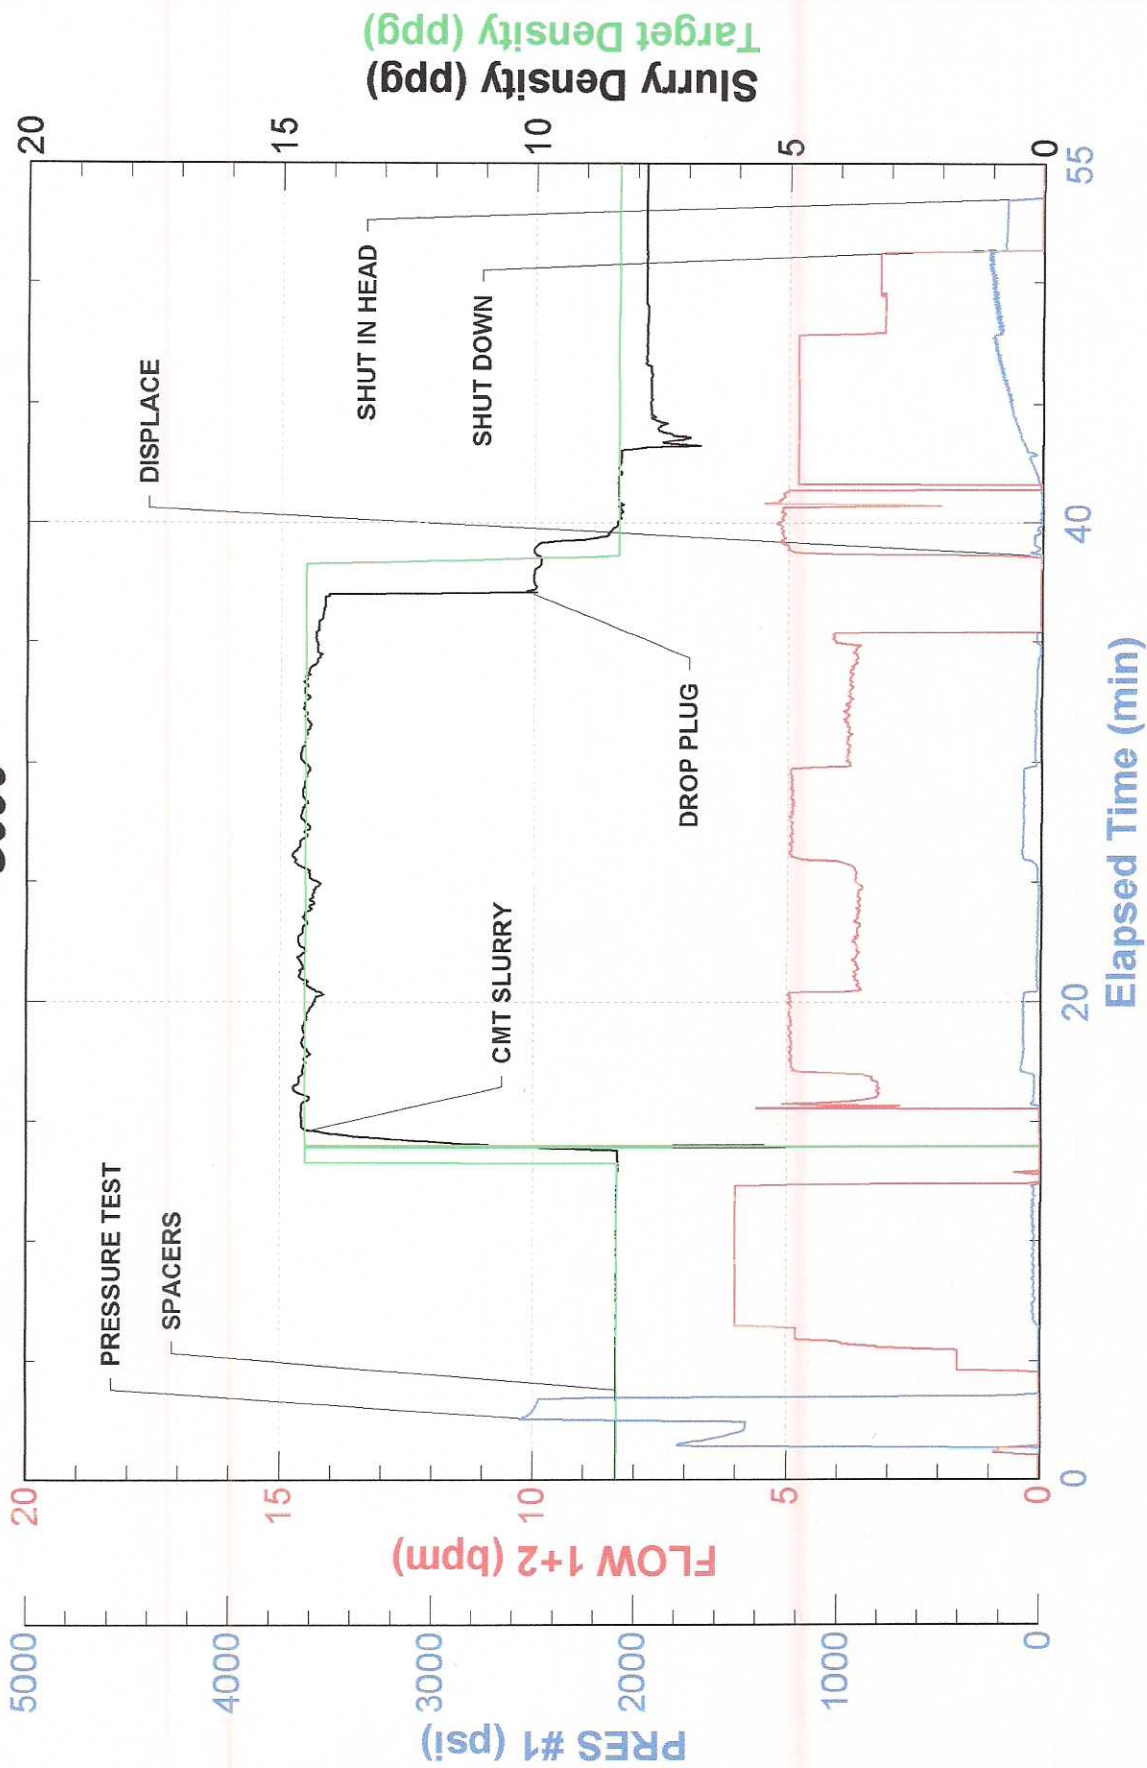 PRES #1 (psi)
5000
4000
3000
2000
1000
0
FLOW 1+2 (bpm)
20
15
10
5
0
PRESSURE TEST
SPACERS
CMT SLURRY
DROP PLUG
DISPLACE
SHUT IN HEAD
SHUT DOWN
20
15
10
5
0
Slurry Density (ppg)
Target Density (ppg)
0
20
40
55
Elapsed Time (min)